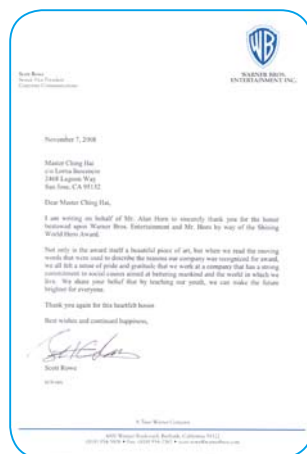 WB
Scott Rowe
Senior Vice President
Corporate Communications
WARNER BROS.
ENTERTAINMENT INC.
November 7, 2008
Master Ching Hai
c/o Lorna
San Jose, CA 95132
Dear Master Ching Hai,
I am writing on behalf of Mr. Alan Horn to sincerely thank you for the honor
bestowed upon Warner Bros. Entertainment and Mr. Horn by way of the Shining
World Hero Award.
Not only is the award itself a beautiful piece of art, but when we read the moving
words that were used to describe the reasons our company was recognized for award,
we all felt a sense of pride and gratitude that we work at a company that has a strong
commitment to social causes aimed at bettering mankind and the world in which we
live. We share your belief that by teaching our youth, we can make the future
brighter for everyone.
Thank you again for this heartfelt honor.
Best wishes and continued happiness,
Scott Rowe
A Time Warner Company